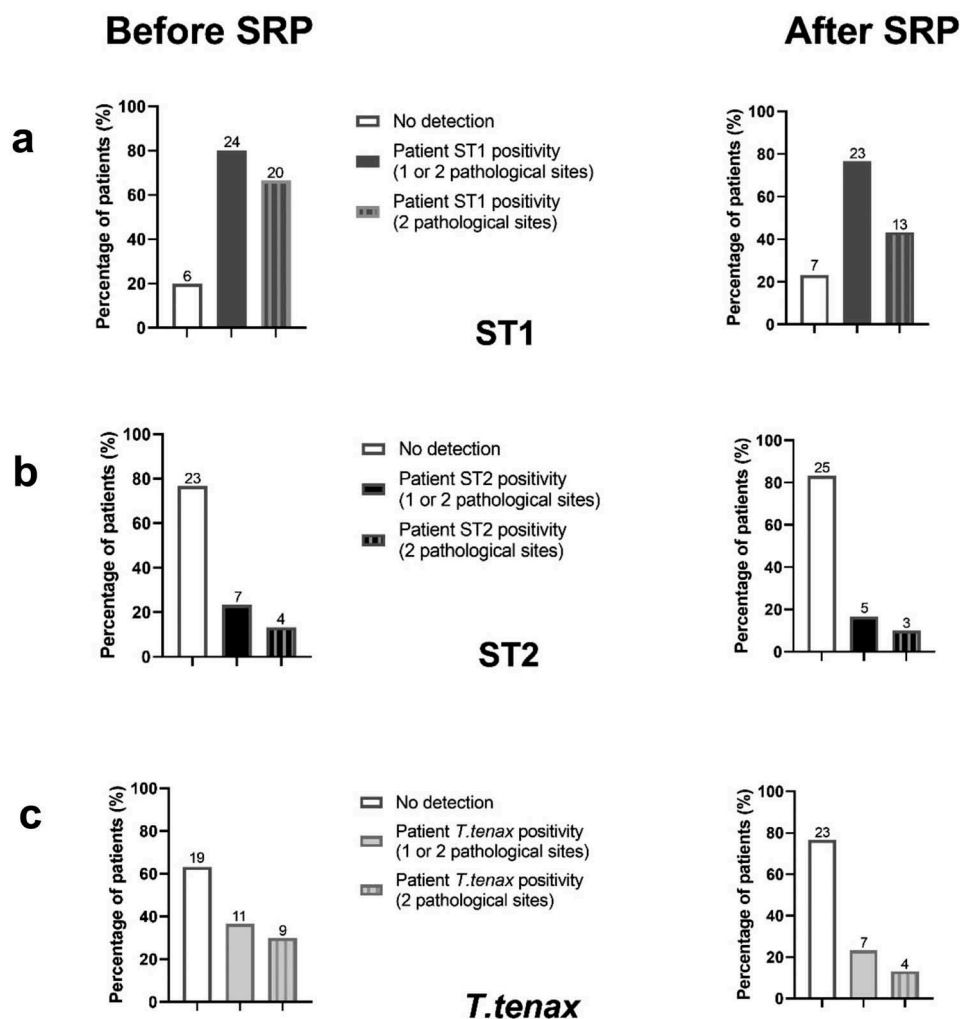 Before SRP
After SRP
a
Percentage of patients (%)
100
80
60
40
20
0
6
24
20
No detection
Patient ST1 positivity
(1 or 2 pathological sites)
Patient ST1 positivity
(2 pathological sites)
ST1
Percentage of patients (%)
100
80
60
40
20
0
7
23
13
b
Percentage of patients (%)
100
80
60
40
20
0
23
7
4
No detection
Patient ST2 positivity
(1 or 2 pathological sites)
Patient ST2 positivity
(2 pathological sites)
ST2
Percentage of patients (%)
100
80
60
40
20
0
25
5
3
c
Percentage of patients (%)
100
80
60
40
20
0
19
11
9
No detection
Patient T.tenax positivity
(1 or 2 pathological sites)
Patient T.tenax positivity
(2 pathological sites)
T.tenax
Percentage of patients (%)
100
80
60
40
20
0
23
7
4